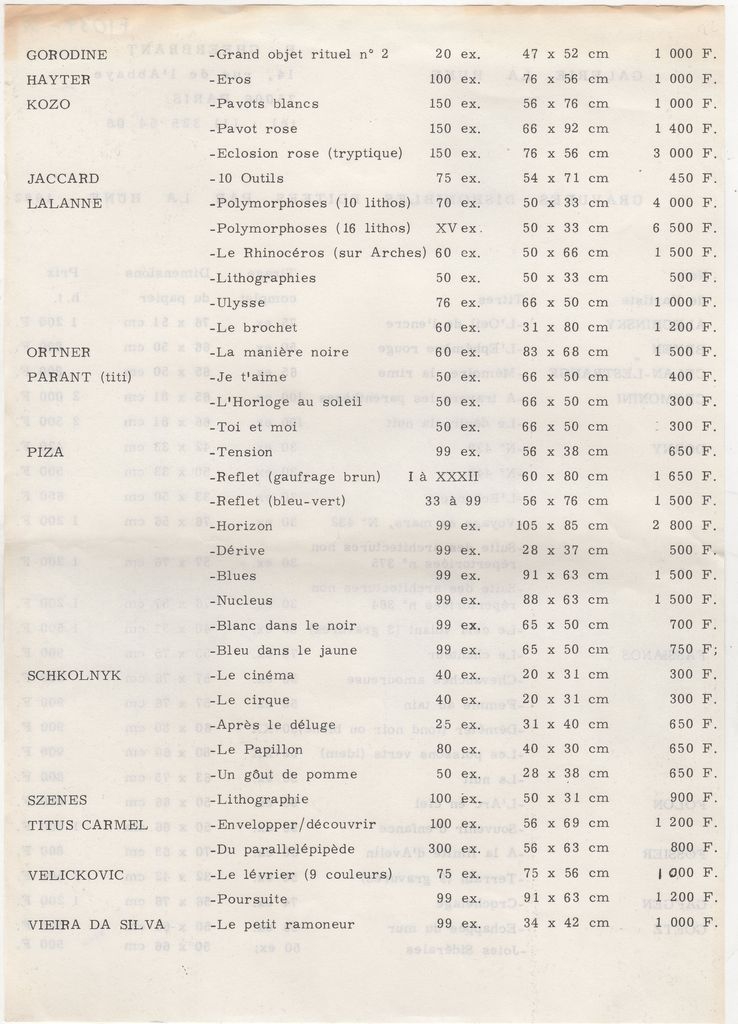 GORODINE -Grand objet rituel n° 2 20 ex. 47 x 52 cm 1 000 F.
HAYTER -Eros 100 ex. 76 x 56 cm 1 000 F.
KOZO -Pavots blancs 150 ex. 56 x 76 cm 1 000 F.
-Pavot rose 150 ex. 66 x 92 cm 1 400 F.
-Eclosion rose (tryptique) 150 ex. 76 x 56 cm 3 000 F.
JACCARD -10 Outils 75 ex. 54 x 71 cm 450 F.
LALANNE -Polymorphoses (10 lithos) 70 ex. 50 x 33 cm 4 000 F.
-Polymorphoses (16 lithos) XV ex. 50 x 33 cm 6 500 F.
-Le Rhinocéros (sur Arches) 60 ex. 50 x 66 cm 1 500 F.
-Lithographies 50 ex. 50 x 33 cm 500 F.
-Ulysse 76 ex. 66 x 50 cm 1 000 F.
-Le brochet 60 ex. 31 x 80 cm 1 200 F.
ORTNER -La manière noire 60 ex. 83 x 68 cm 1 500 F.
PARANT (titi) -Je t'aime 50 ex. 66 x 50 cm 400 F.
-L'Horloge au soleil 50 ex. 66 x 50 cm 300 F.
-Toi et moi 50 ex. 66 x 50 cm 300 F.
PIZA -Tension 99 ex. 56 x 38 cm 650 F.
-Reflet (gaufrage brun) I à XXXII 60 x 80 cm 1 650 F.
-Reflet (bleu-vert) 33 à 99 56 x 76 cm 1 500 F.
-Horizon 99 ex. 105 x 85 cm 2 800 F.
-Dérive 99 ex. 28 x 37 cm 500 F.
-Blues 99 ex. 91 x 63 cm 1 500 F.
-Nucleus 99 ex. 88 x 63 cm 1 500 F.
-Blanc dans le noir 99 ex. 65 x 50 cm 700 F.
-Bleu dans le jaune 99 ex. 65 x 50 cm 750 F;
SCHKOLNYK -Le cinéma 40 ex. 20 x 31 cm 300 F.
-Le cirque 40 ex. 20 x 31 cm 300 F.
-Après le déluge 25 ex. 31 x 40 cm 650 F.
-Le Papillon 80 ex. 40 x 30 cm 650 F.
-Un gôut de pomme 50 ex. 28 x 38 cm 650 F.
SZENES -Lithographie 100 ex. 50 x 31 cm 900 F.
TITUS CARMEL -Envelopper/découvrir 100 ex. 56 x 69 cm 1 200 F.
-Du parallelépipède 300 ex. 56 x 63 cm 800 F.
VELICKOVIC -Le lévrier (9 couleurs) 75 ex. 75 x 56 cm 1 000 F.
-Poursuite 99 ex. 91 x 63 cm 1 200 F.
VIEIRA DA SILVA -Le petit ramoneur 99 ex. 34 x 42 cm 1 000 F.